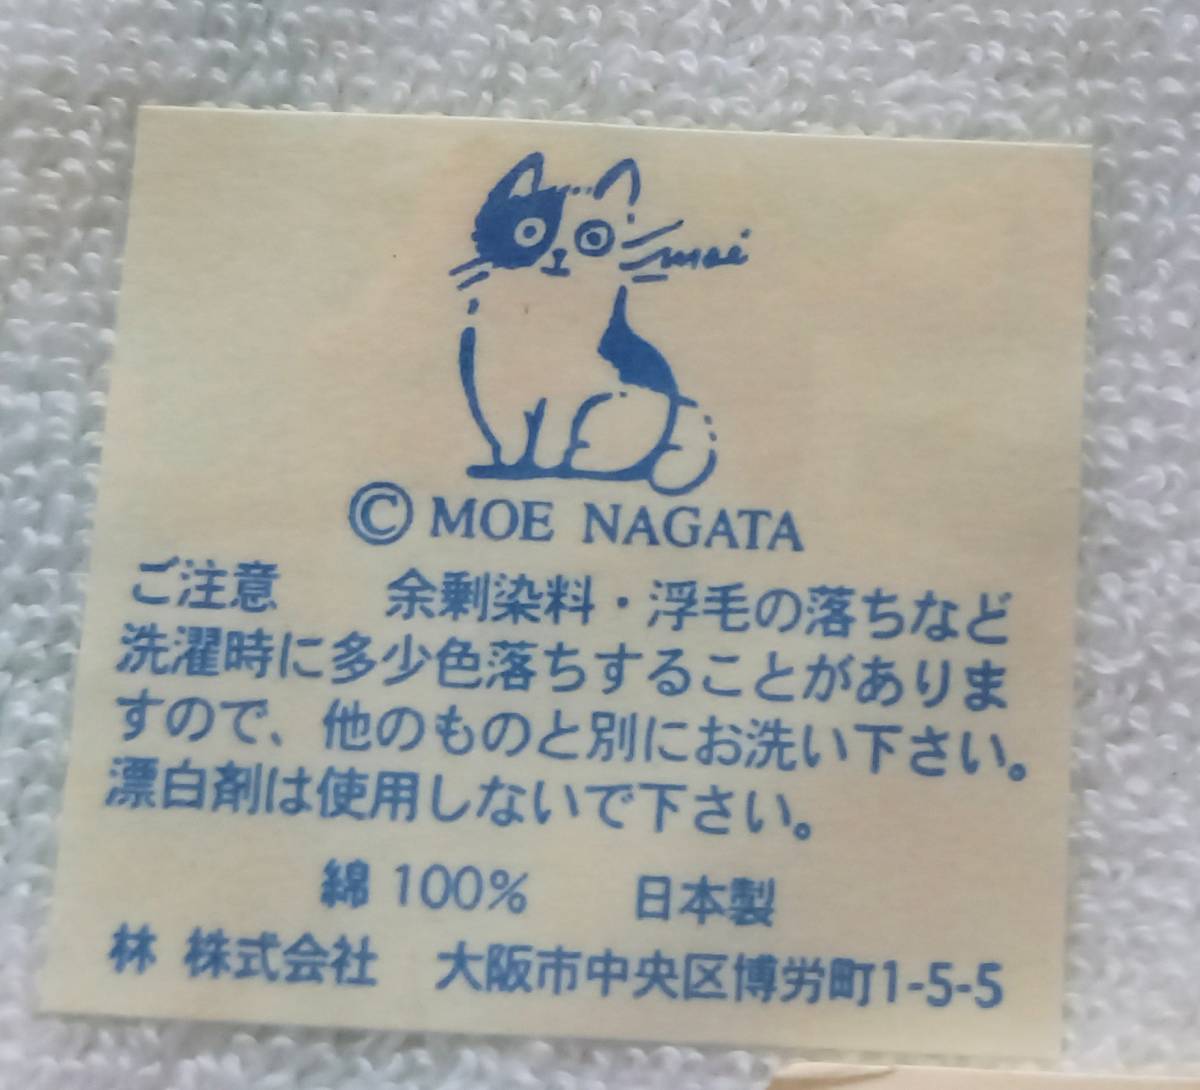 moe
© MOE NAGATA
ご注意　余剰染料・浮毛の落ちなど
洗濯時に多少色落ちすることがありま
すので、他のものと別にお洗い下さい。
漂白剤は使用しないで下さい。
綿 100%　日本製
林 株式会社　大阪市中央区博労町1-5-5